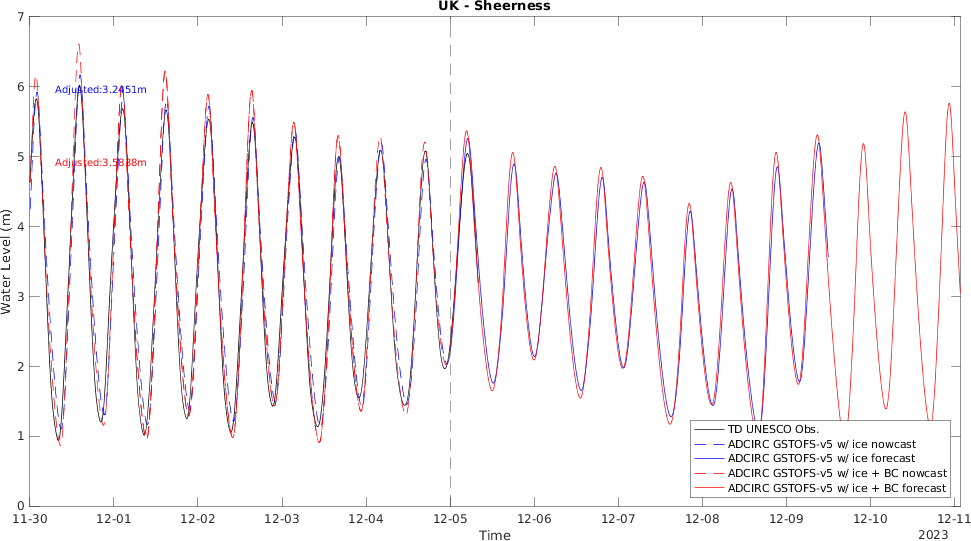 UK - Sheerness
7
6
5
4
3
2
1
0
Water Level (m)
Adjusted:3.2451m
Adjusted:3.5838m
TD UNESCO Obs.
ADCIRC GSTOFS-v5 w/ ice nowcast
ADCIRC GSTOFS-v5 w/ ice forecast
ADCIRC GSTOFS-v5 w/ ice + BC nowcast
ADCIRC GSTOFS-v5 w/ ice + BC forecast
11-30 12-01 12-02 12-03 12-04 12-05 12-06 12-07 12-08 12-09 12-10 12-11
Time
2023